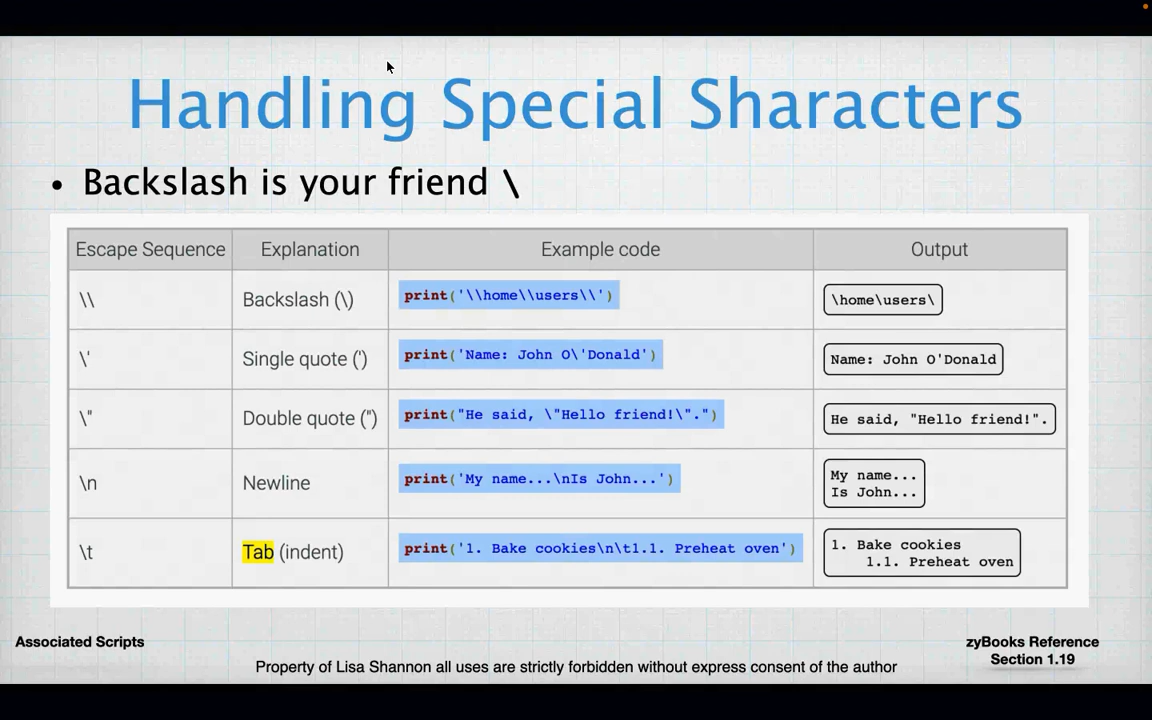 Handling Special Sharacters
• Backslash is your friend \
Escape Sequence Explanation Example code Output
\\ Backslash (\) print('\\home\\users\\') \home\users\
\' Single quote (') print('Name: John O\'Donald') Name: John O'Donald
\" Double quote (") print("He said, \"Hello friend!\".") He said, "Hello friend!".
\n Newline print('My name...\nIs John...') My name...
Is John...
\t Tab (indent) print('1. Bake cookies\n\t1.1. Preheat oven') 1. Bake cookies
1.1. Preheat oven
Associated Scripts
zyBooks Reference
Section 1.19
Property of Lisa Shannon all uses are strictly forbidden without express consent of the author